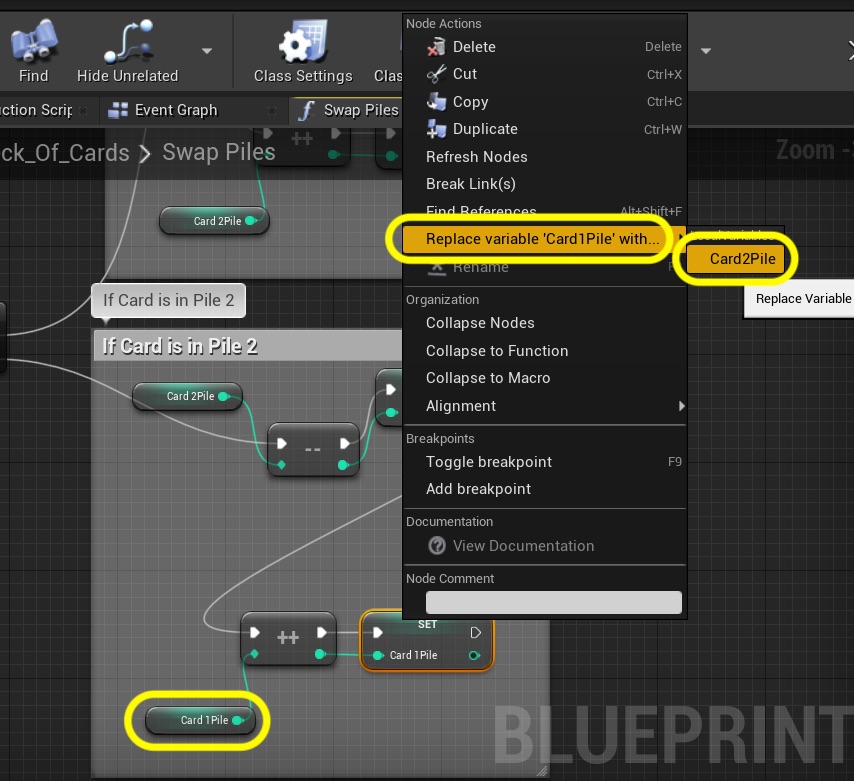 Node Actions
Delete Delete
Cut Ctrl+X
Copy Ctrl+C
Duplicate Ctrl+W
Refresh Nodes
Break Link(s)
Find References Alt+Shift+F
Replace variable 'Card1Pile' with...
Card2Pile
Replace Variable
Rename
Organization
Collapse Nodes
Collapse to Function
Collapse to Macro
Alignment
Breakpoints
Toggle breakpoint F9
Add breakpoint
Documentation
View Documentation
Node Comment
Find
Hide Unrelated
Class Settings
Clas
ction Scrip
Event Graph
Swap Piles
ck_Of_Cards > Swap Piles
Zoom -
++
Card 2Pile
If Card is in Pile 2
If Card is in Pile 2
Card 2Pile
--
++
SET
Card 1Pile
Card 1Pile
BLUEPRINT